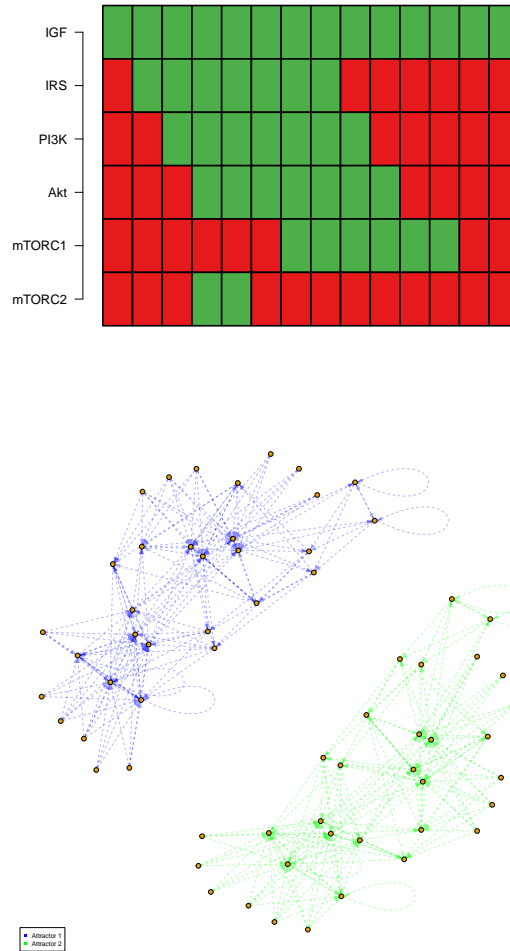 IGF
IRS
PI3K
Akt
mTORC1
mTORC2
Attractor 1
Attractor 2